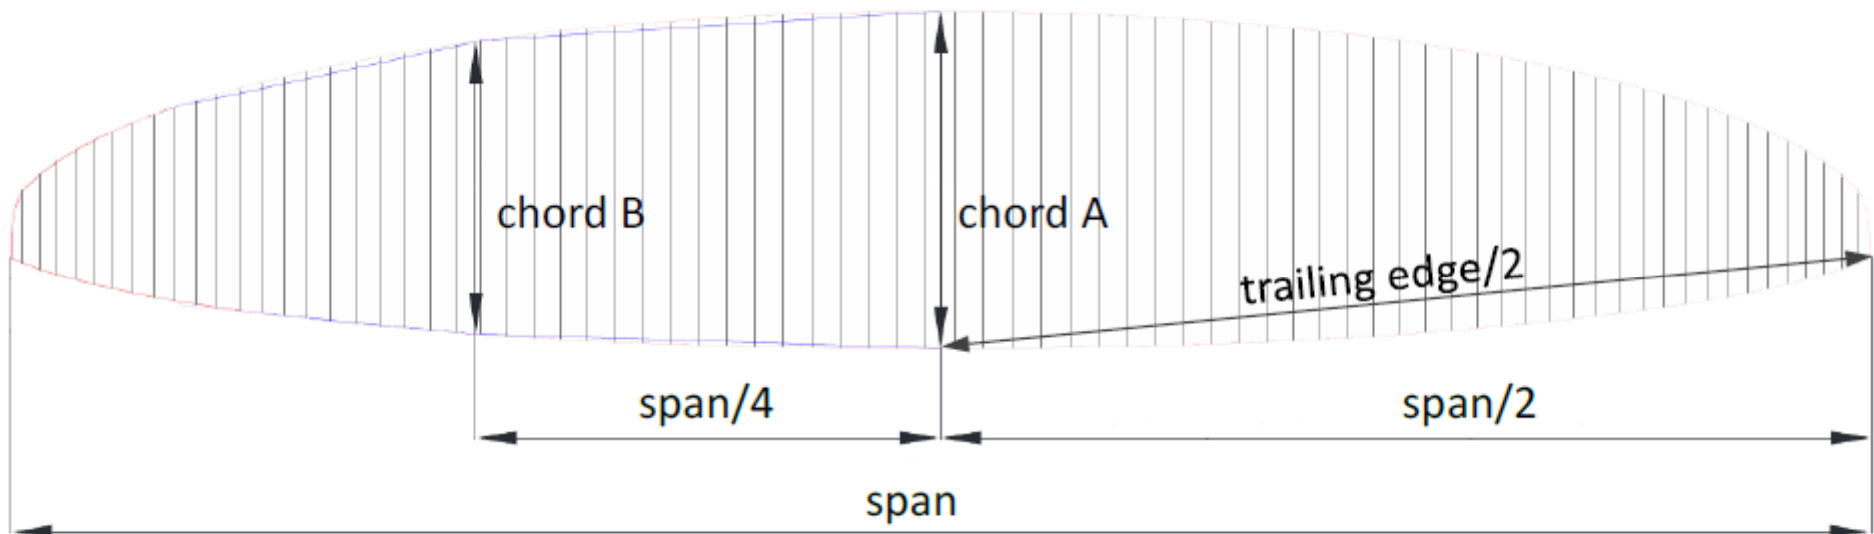 chord B
chord A
trailing edge/2
span/4
span/2
span